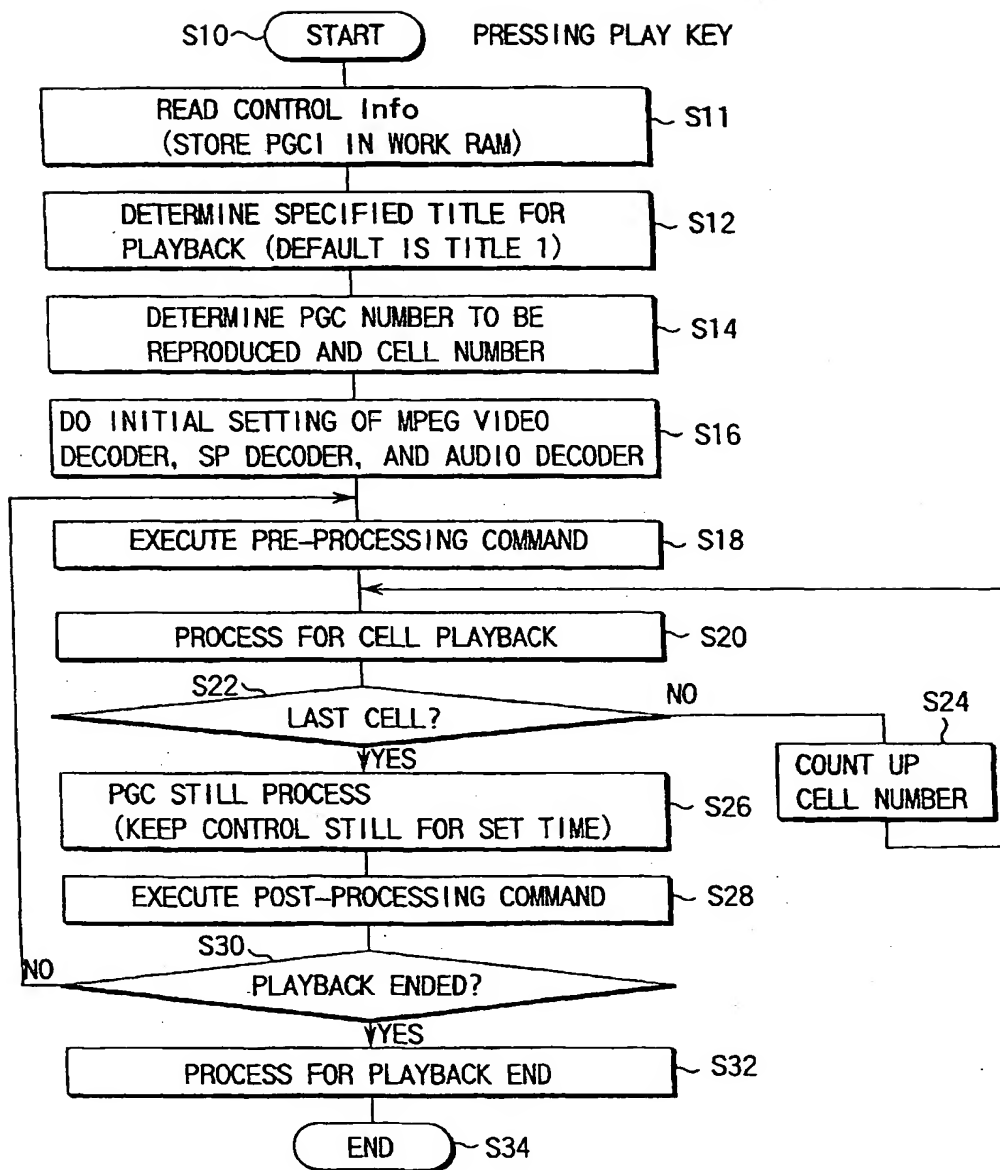 S10 START PRESSING PLAY KEY
READ CONTROL Info
(STORE PGCI IN WORK RAM)
S11
DETERMINE SPECIFIED TITLE FOR
PLAYBACK (DEFAULT IS TITLE 1)
S12
DETERMINE PGC NUMBER TO BE
REPRODUCED AND CELL NUMBER
S14
DO INITIAL SETTING OF MPEG VIDEO
DECODER, SP DECODER, AND AUDIO DECODER
S16
EXECUTE PRE-PROCESSING COMMAND
S18
PROCESS FOR CELL PLAYBACK
S20
S22
LAST CELL?
NO
YES
S24
COUNT UP
CELL NUMBER
PGC STILL PROCESS
(KEEP CONTROL STILL FOR SET TIME)
S26
EXECUTE POST-PROCESSING COMMAND
S28
S30
NO
PLAYBACK ENDED?
YES
PROCESS FOR PLAYBACK END
S32
END
S34